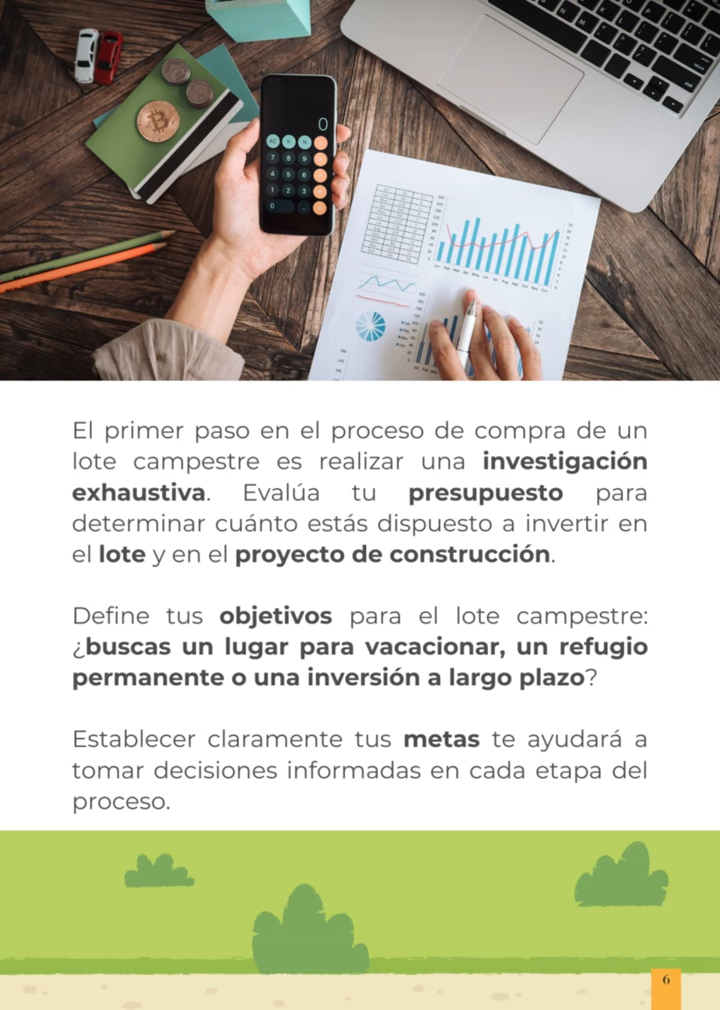 El primer paso en el proceso de compra de un
lote campestre es realizar una investigación
exhaustiva. Evalúa tu presupuesto para
determinar cuánto estás dispuesto a invertir en
el lote y en el proyecto de construcción.
Define tus objetivos para el lote campestre:
¿buscas un lugar para vacacionar, un refugio
permanente o una inversión a largo plazo?
Establecer claramente tus metas te ayudará a
tomar decisiones informadas en cada etapa del
proceso.
6